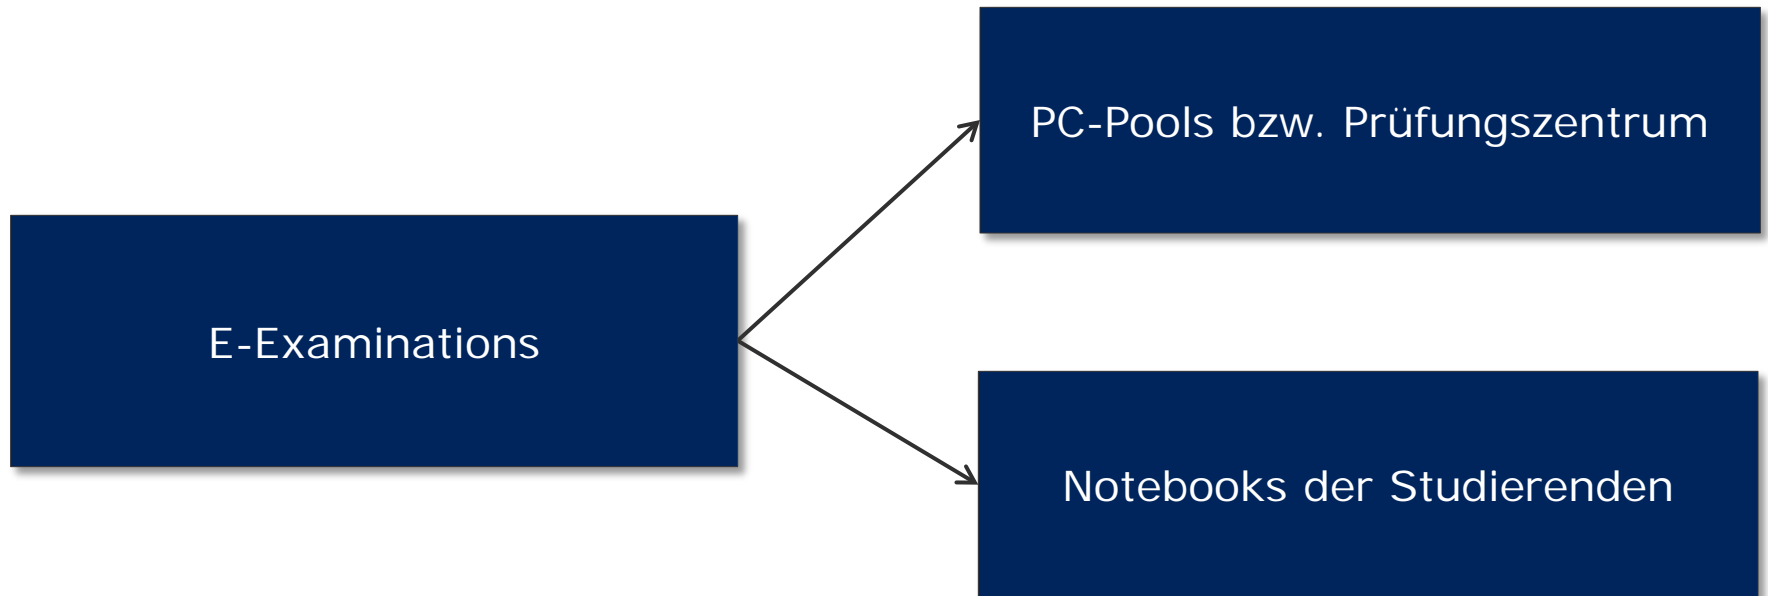 PC-Pools bzw. Prüfungszentrum
E-Examinations
Notebooks der Studierenden